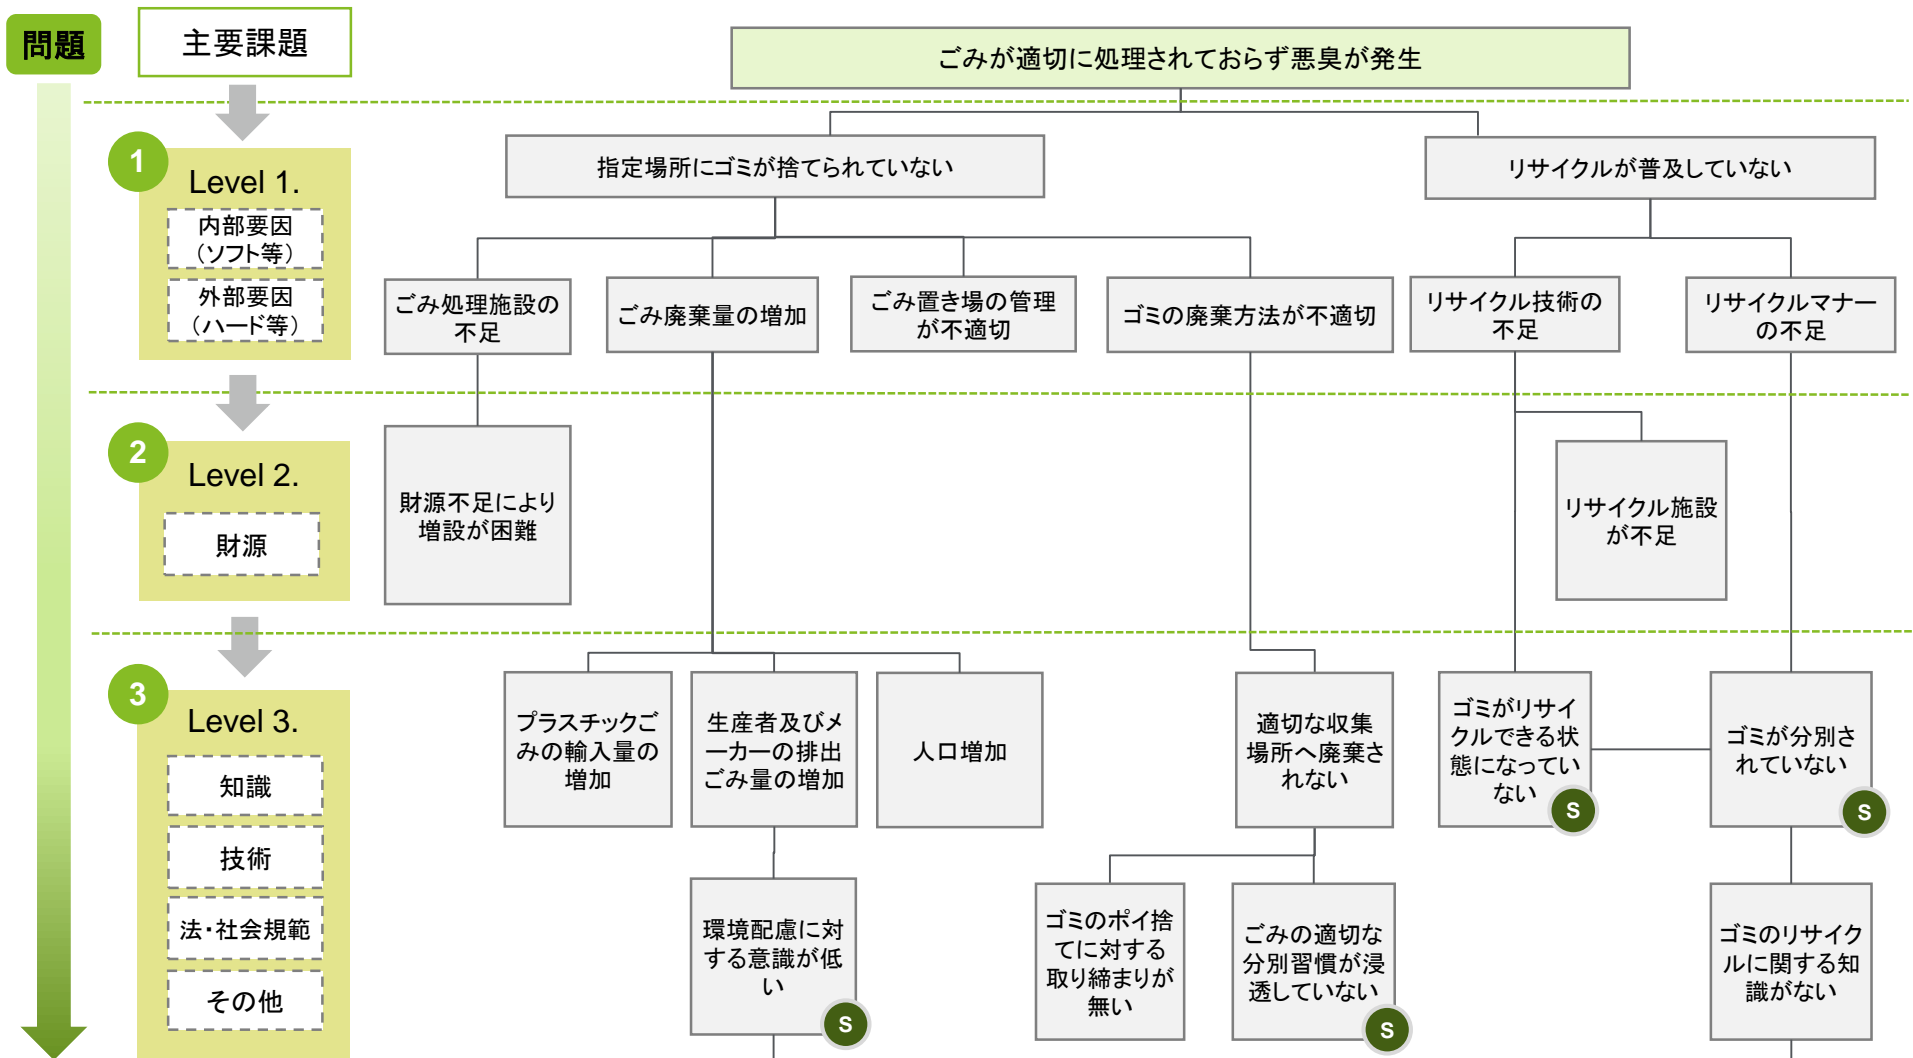 問題
主要課題
ごみが適切に処理されておらず悪臭が発生
1
Level 1.
内部要因
（ソフト等）
外部要因
（ハード等）
指定場所にゴミが捨てられていない
リサイクルが普及していない
ごみ処理施設の
不足
ごみ廃棄量の増加
ごみ置き場の管理
が不適切
ゴミの廃棄方法が不適切
リサイクル技術の
不足
リサイクルマナー
の不足
2
Level 2.
財源
財源不足により
増設が困難
リサイクル施設
が不足
3
Level 3.
知識
技術
法・社会規範
その他
プラスチックご
みの輸入量の
増加
生産者及びメ
ーカーの排出
ごみ量の増加
人口増加
適切な収集
場所へ廃棄さ
れない
ゴミがリサイ
クルできる状
態になってい
ない
S
ゴミが分別さ
れていない
S
環境配慮に対
する意識が低
い
S
ゴミのポイ捨
てに対する
取り締まりが
無い
ごみの適切な
分別習慣が浸
透していない
S
ゴミのリサイク
ルに関する知
識がない